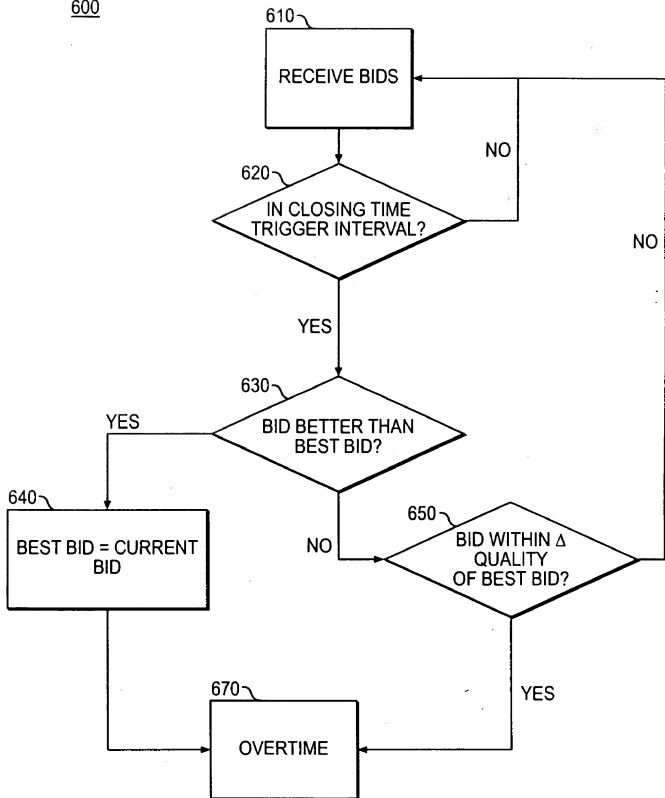 600
610
RECEIVE BIDS
NO
620
IN CLOSING TIME
TRIGGER INTERVAL?
NO
YES
630
YES
BID BETTER THAN
BEST BID?
640
BEST BID = CURRENT
BID
NO
650
BID WITHIN Δ
QUALITY
OF BEST BID?
670
YES
OVERTIME